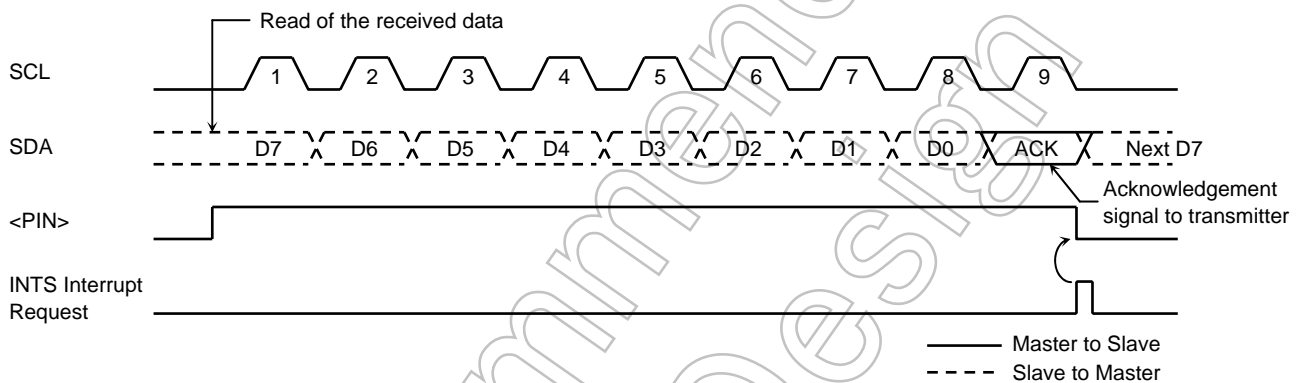 Read of the received data
SCL
1 2 3 4 5 6 7 8 9
SDA
D7 D6 D5 D4 D3 D2 D1 D0 ACK Next D7
Acknowledgement
signal to transmitter
<PIN>
INTS Interrupt
Request
Master to Slave
Slave to Master